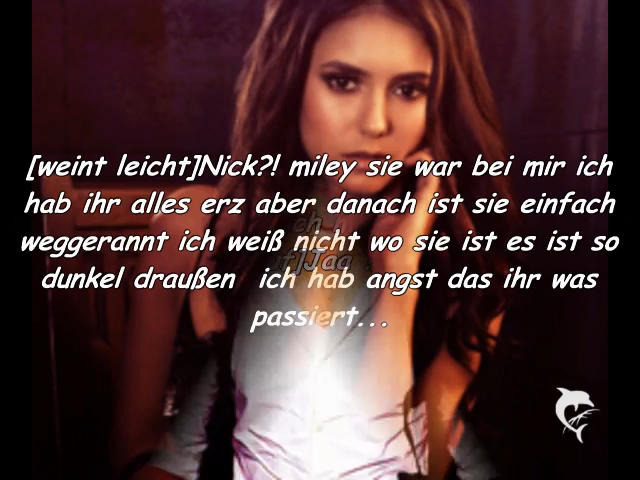 [weint leicht]Nick?! miley sie war bei mir ich
hab ihr alles erz aber danach ist sie einfach
weggerannt ich weiß nicht wo sie ist es ist so
dunkel draußen ich hab angst das ihr was
passiert...